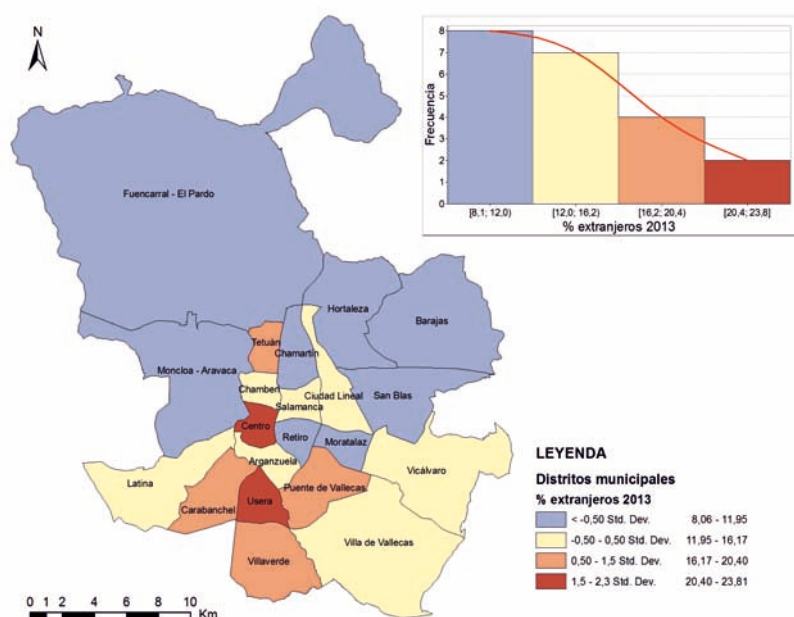 N
Fuencarral - El Pardo
Hortaleza
Barajas
Tetuán
Chamartín
Moncloa - Aravaca
Chamberí
Ciudad Lineal
San Blas
Salamanca
Centro
Retiro
Moratalaz
Arganzuela
Vicálvaro
Latina
Puente de Vallecas
Carabanchel
Usera
Villa de Vallecas
Villaverde
0 1 2 4 6 8 10
Km
Frecuencia
8
7
6
5
4
3
2
1
0
[8,1; 12,0) [12,0; 16,2) [16,2; 20,4) [20,4; 23,8]
% extranjeros 2013
LEYENDA
Distritos municipales
% extranjeros 2013
< -0,50 Std. Dev. 8,06 - 11,95
-0,50 - 0,50 Std. Dev. 11,95 - 16,17
0,50 - 1,5 Std. Dev. 16,17 - 20,40
1,5 - 2,3 Std. Dev. 20,40 - 23,81